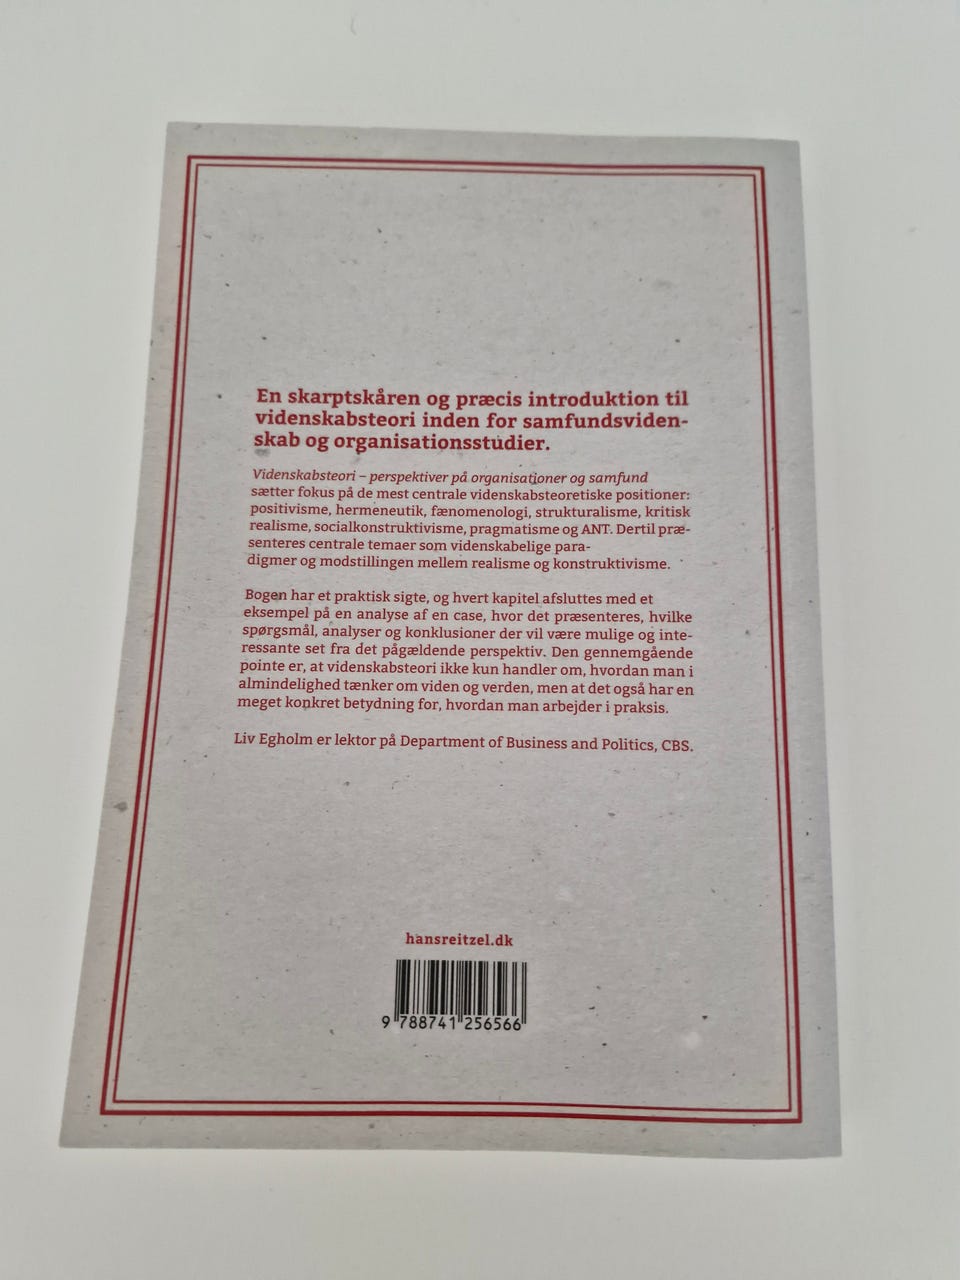 En skarptskåren og præcis introduktion til
videnskabsteori inden for samfundsviden-
skab og organisationsstudier.
Videnskabsteori – perspektiver på organisationer og samfund
sætter fokus på de mest centrale videnskabsteoretiske positioner:
positivisme, hermeneutik, fænomenologi, strukturalisme, kritisk
realisme, socialkonstruktivisme, pragmatisme og ANT. Dertil præ-
senteres centrale temaer som videnskabelige para-
digmer og modstillingen mellem realisme og konstruktivisme.
Bogen har et praktisk sigte, og hvert kapitel afsluttes med et
eksempel på en analyse af en case, hvor det præsenteres, hvilke
spørgsmål, analyser og konklusioner der vil være mulige og inte-
ressante set fra det pågældende perspektiv. Den gennemgående
pointe er, at videnskabsteori ikke kun handler om, hvordan man i
almindelighed tænker om viden og verden, men at det også har en
meget konkret betydning for, hvordan man arbejder i praksis.
Liv Egholm er lektor på Department of Business and Politics, CBS.
hansreitzel.dk
9 788741 256566